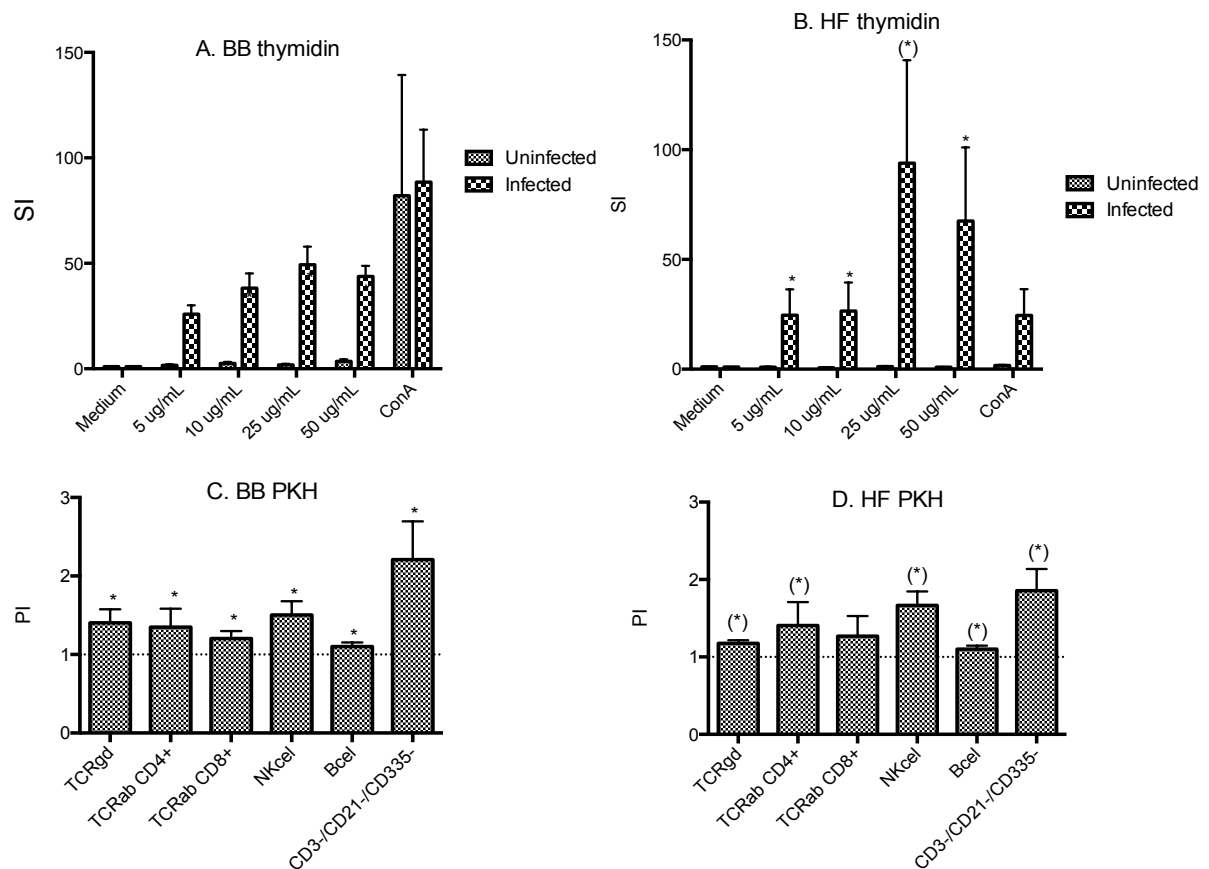 A. BB thymidin
150
100
50
0
SI
Medium
5 ug/mL
10 ug/mL
25 ug/mL
50 ug/mL
ConA
Uninfected
Infected
B. HF thymidin
150
100
50
0
SI
(*)
*
*
*
Medium
5 ug/mL
10 ug/mL
25 ug/mL
50 ug/mL
ConA
Uninfected
Infected
C. BB PKH
3
2
1
0
PI
*
*
*
*
*
*
TCRgd
TCRab CD4+
TCRab CD8+
NKcel
Bcel
CD3-/CD21-/CD335-
D. HF PKH
3
2
1
0
PI
(*)
(*)
(*)
(*)
(*)
TCRgd
TCRab CD4+
TCRab CD8+
NKcel
Bcel
CD3-/CD21-/CD335-